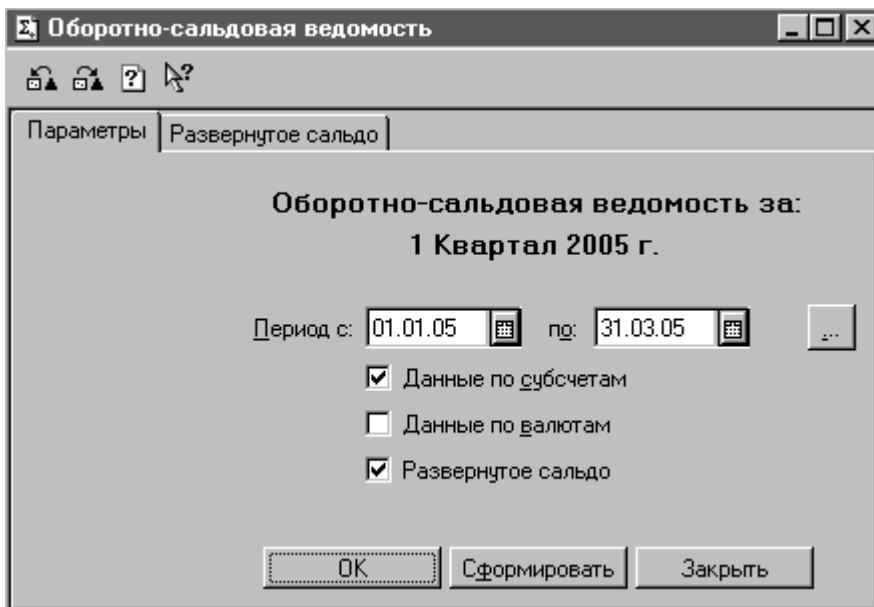 Оборотно-сальдовая ведомость
Параметры Развернутое сальдо
Оборотно-сальдовая ведомость за:
1 Квартал 2005 г.
Период с: 01.01.05 по: 31.03.05 ...
Данные по субсчетам
Данные по валютам
Развернутое сальдо
OK Сформировать Закрыть